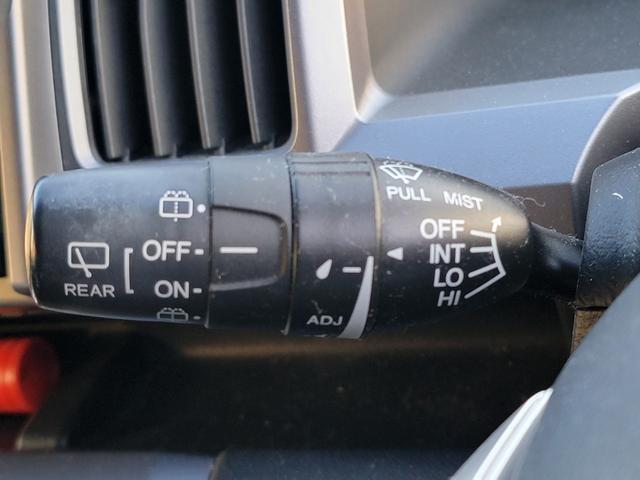 PULL MIST
OFF
INT
LO
HI
OFF
ON
REAR
ADJ